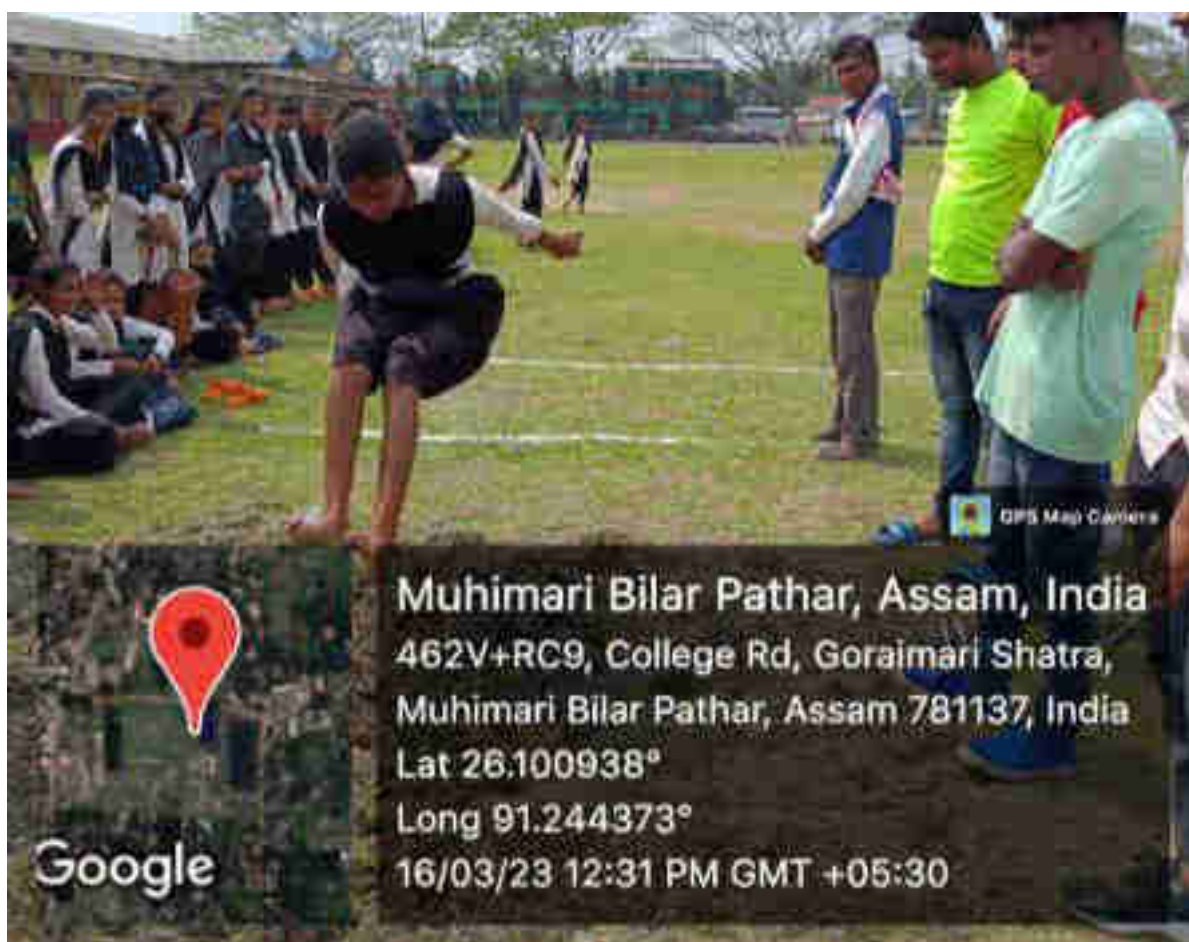 GPS Map Camera
Muhimari Bilar Pathar, Assam, India
462V+RC9, College Rd, Goraimari Shatra,
Muhimari Bilar Pathar, Assam 781137, India
Lat 26.100938°
Long 91.244373°
16/03/23 12:31 PM GMT +05:30
Google